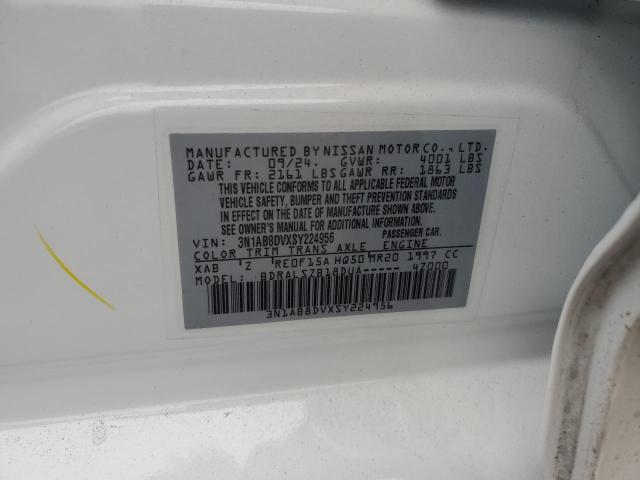 MANUFACTURED BY NISSAN MOTOR CO., LTD.
DATE: 09/24. GVWR: 4001 LBS
GAWR FR: 2161 LBS GAWR RR: 1863 LBS
THIS VEHICLE CONFORMS TO ALL APPLICABLE FEDERAL MOTOR
VEHICLE SAFETY, BUMPER AND THEFT PREVENTION STANDARDS
IN EFFECT ON THE DATE OF MANUFACTURE SHOWN ABOVE.
SEE OWNER'S MANUAL FOR ADDITIONAL INFORMATION.
VIN: 3N1AB8DVXSY224956 PASSENGER CAR.
COLOR TRIM TRANS AXLE ENGINE
XAB 'Z 'RE0F15A HQ50'MR20 1997 CC
MODEL: BDRALSZB18DUA----- 4Z000
3N1AB8DVXSY224956